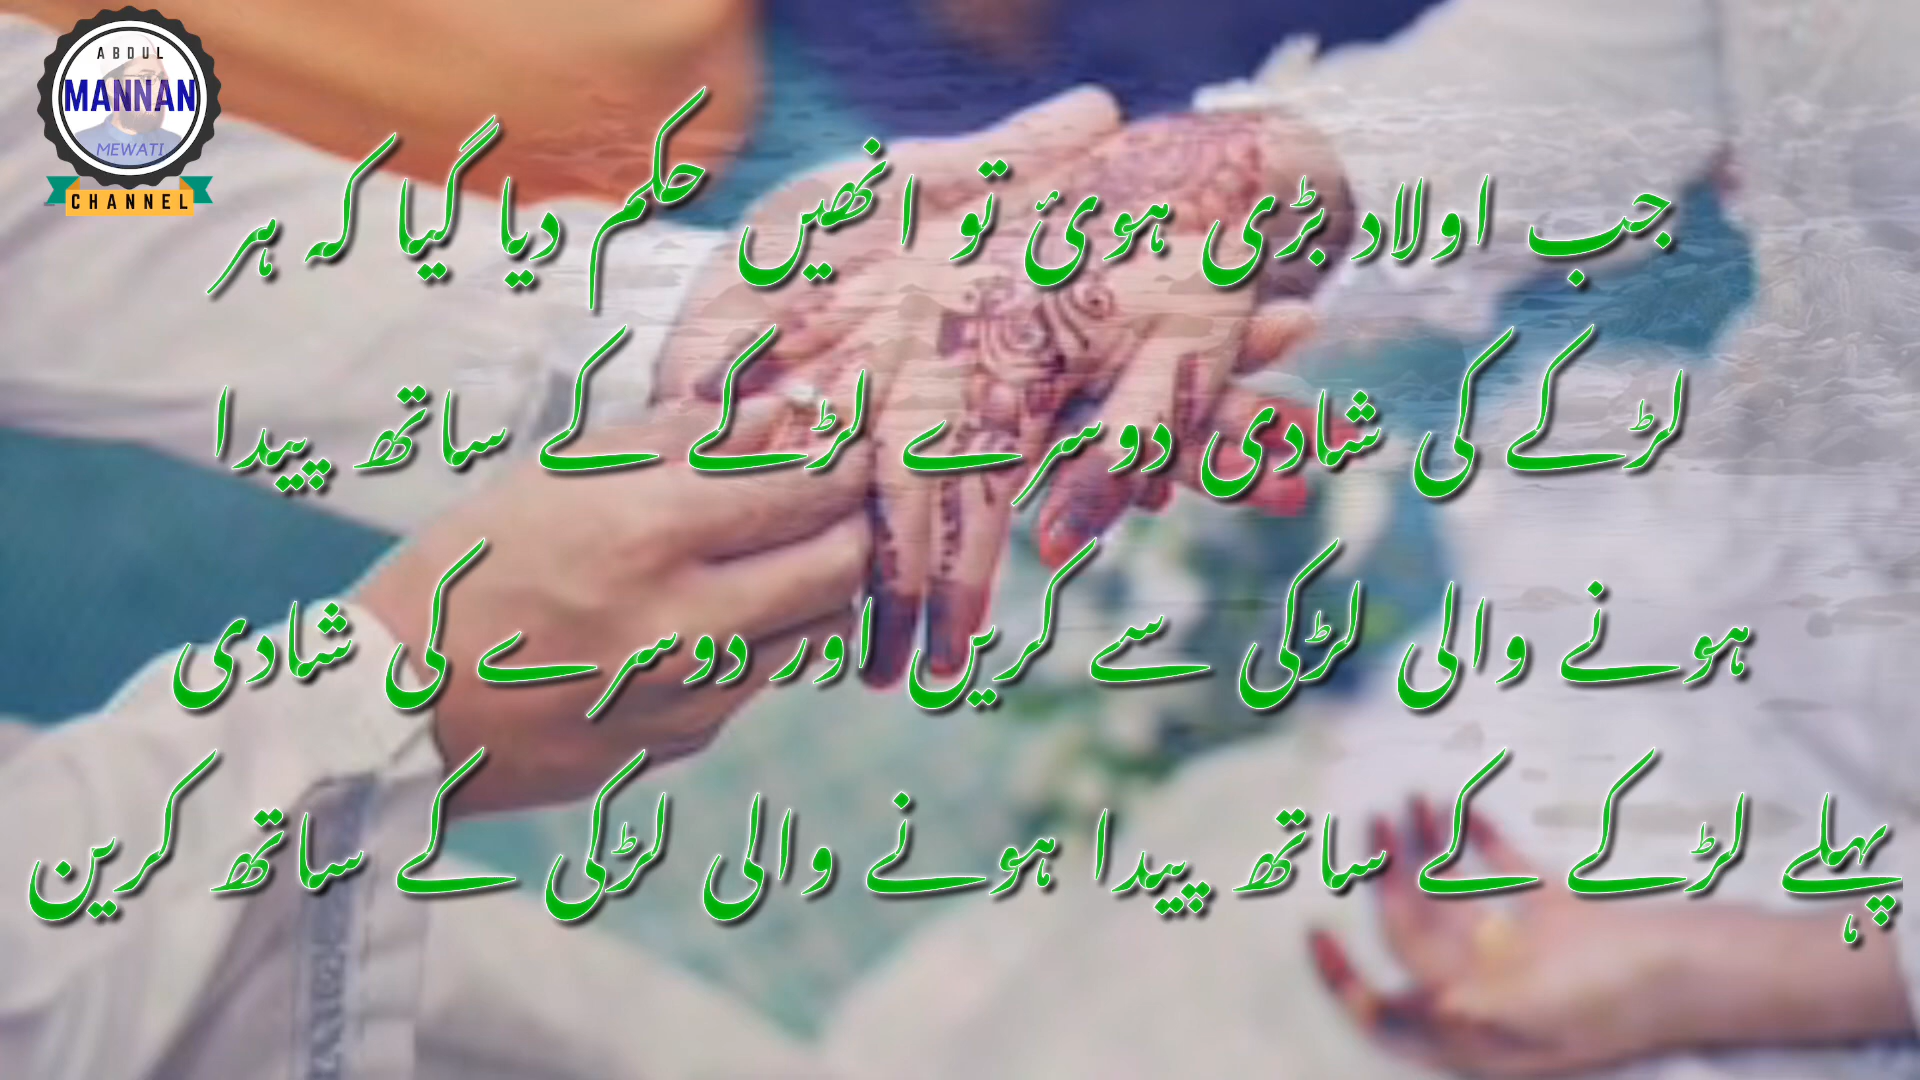 ABDUL
MANNAN
MEWATI
CHANNEL
جب اولاد بڑی ہوئ تو انھیں حکم دیا گیا کہ ہر
لڑکے کی شادی دوسرے لڑکے کے ساتھ پیدا
ہونے والی لڑکی سے کریں اور دوسرے کی شادی
پہلے لڑکے کے ساتھ پیدا ہونے والی لڑکی کے ساتھ کرین